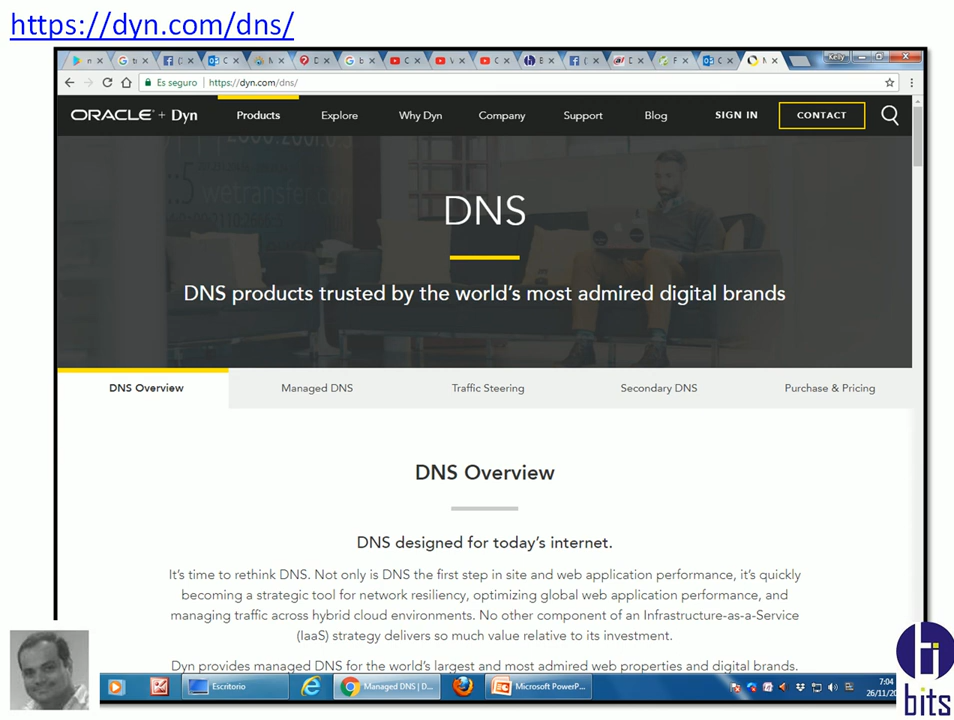 https://dyn.com/dns/
Kelly
Es seguro https://dyn.com/dns/
ORACLE + Dyn Products Explore Why Dyn Company Support Blog SIGN IN CONTACT
wetransfer.com
DNS
DNS products trusted by the world's most admired digital brands
DNS Overview Managed DNS Traffic Steering Secondary DNS Purchase & Pricing
DNS Overview
DNS designed for today's internet.
It's time to rethink DNS. Not only is DNS the first step in site and web application performance, it's quickly
becoming a strategic tool for network resiliency, optimizing global web application performance, and
managing traffic across hybrid cloud environments. No other component of an Infrastructure-as-a-Service
(IaaS) strategy delivers so much value relative to its investment.
Dyn provides managed DNS for the world's largest and most admired web properties and digital brands.
Escritorio Managed DNS | D... Microsoft PowerP... 7:04
26/11/20
bits